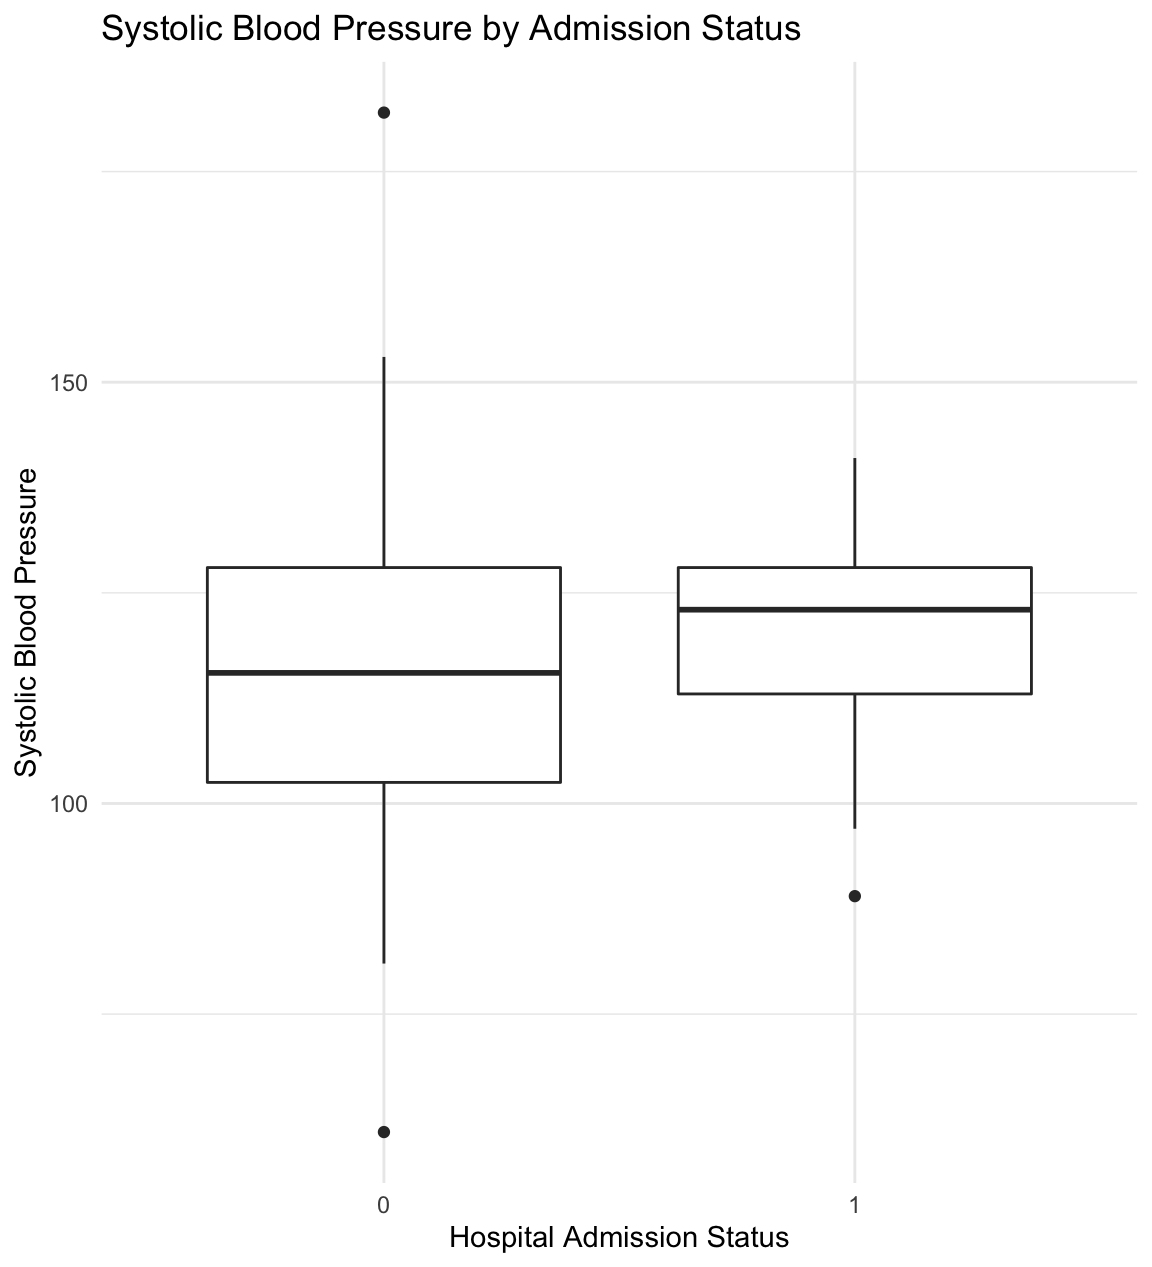 Systolic Blood Pressure by Admission Status
Systolic Blood Pressure
150
100
0
1
Hospital Admission Status